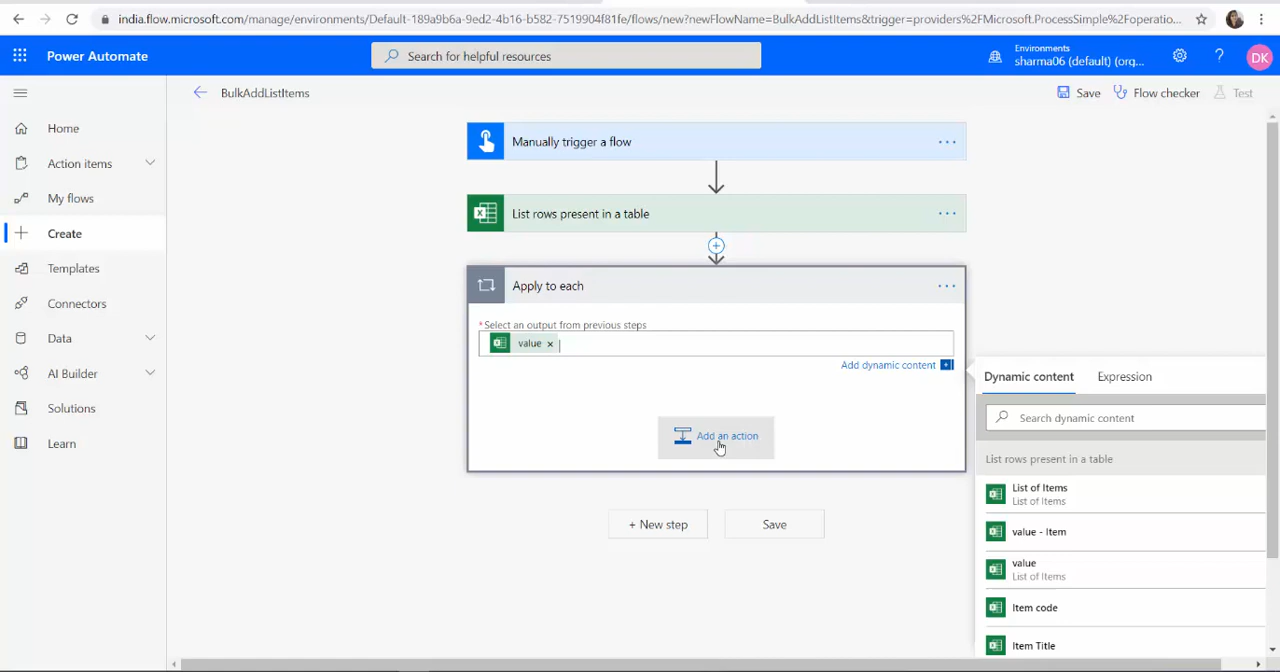 india.flow.microsoft.com/manage/environments/Default-189a9b6a-9ed2-4b16-b582-7519904f81fe/flows/new?newFlowName=BulkAddListItems&trigger=providers%2FMicrosoft.ProcessSimple%2Foperatio...
Power Automate
Search for helpful resources
Environments
sharma06 (default) (org...
?
DK
BulkAddListItems
Save
Flow checker
Test
Home
Action items
My flows
Create
Templates
Connectors
Data
AI Builder
Solutions
Learn
Manually trigger a flow
List rows present in a table
Apply to each
*Select an output from previous steps
value ×
Add dynamic content
Add an action
+ New step
Save
Dynamic content
Expression
Search dynamic content
List rows present in a table
List of Items
List of Items
value - Item
value
List of Items
Item code
Item Title